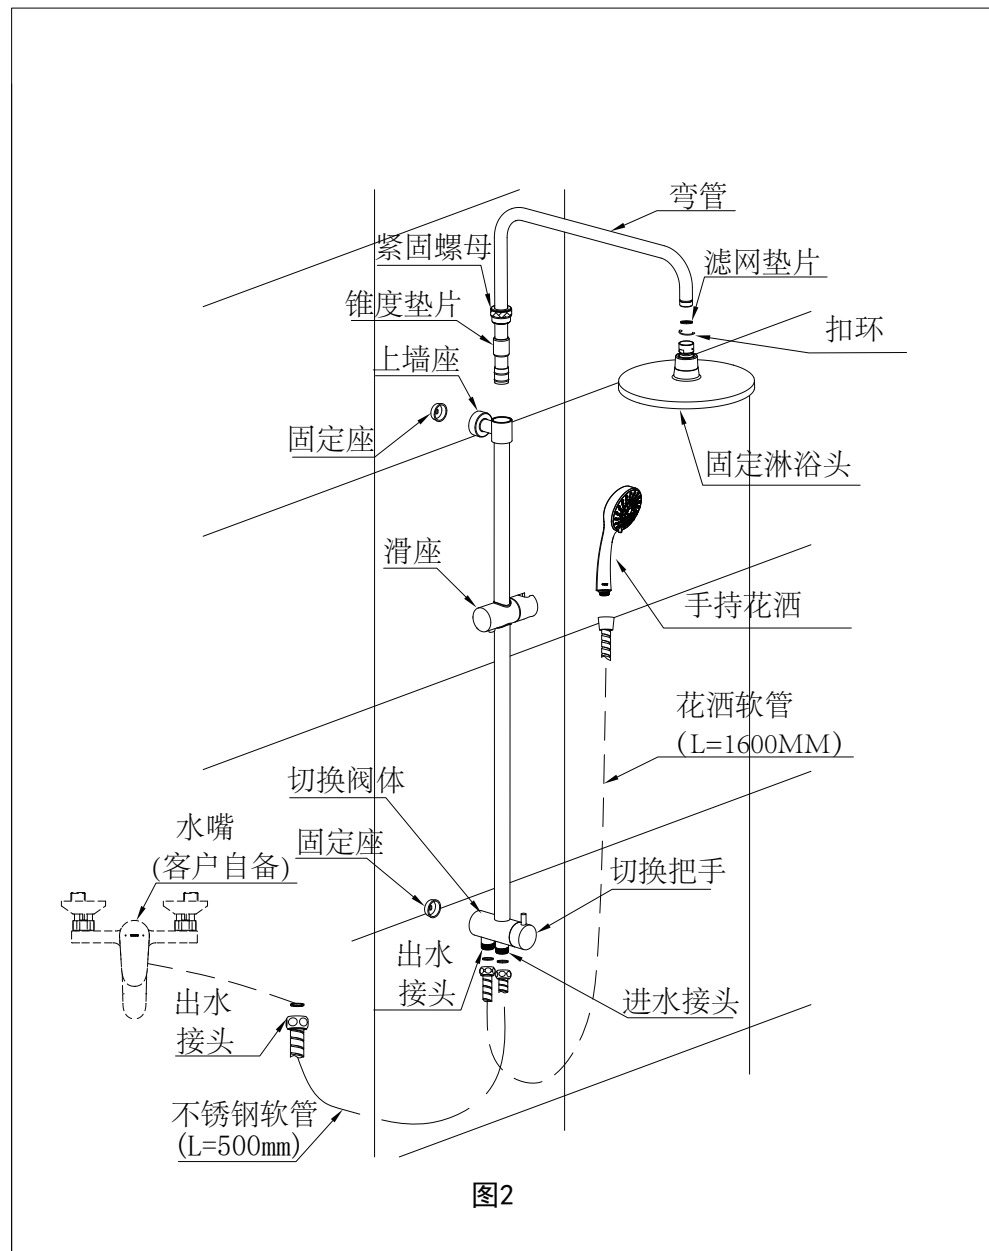 弯管
紧固螺母
滤网垫片
锥度垫片
扣环
上墙座
固定座
固定淋浴头
滑座
手持花洒
花洒软管
(L=1600MM)
切换阀体
水嘴
(客户自备)
固定座
切换把手
出水
接头
进水接头
出水
接头
不锈钢软管
(L=500mm)
图2